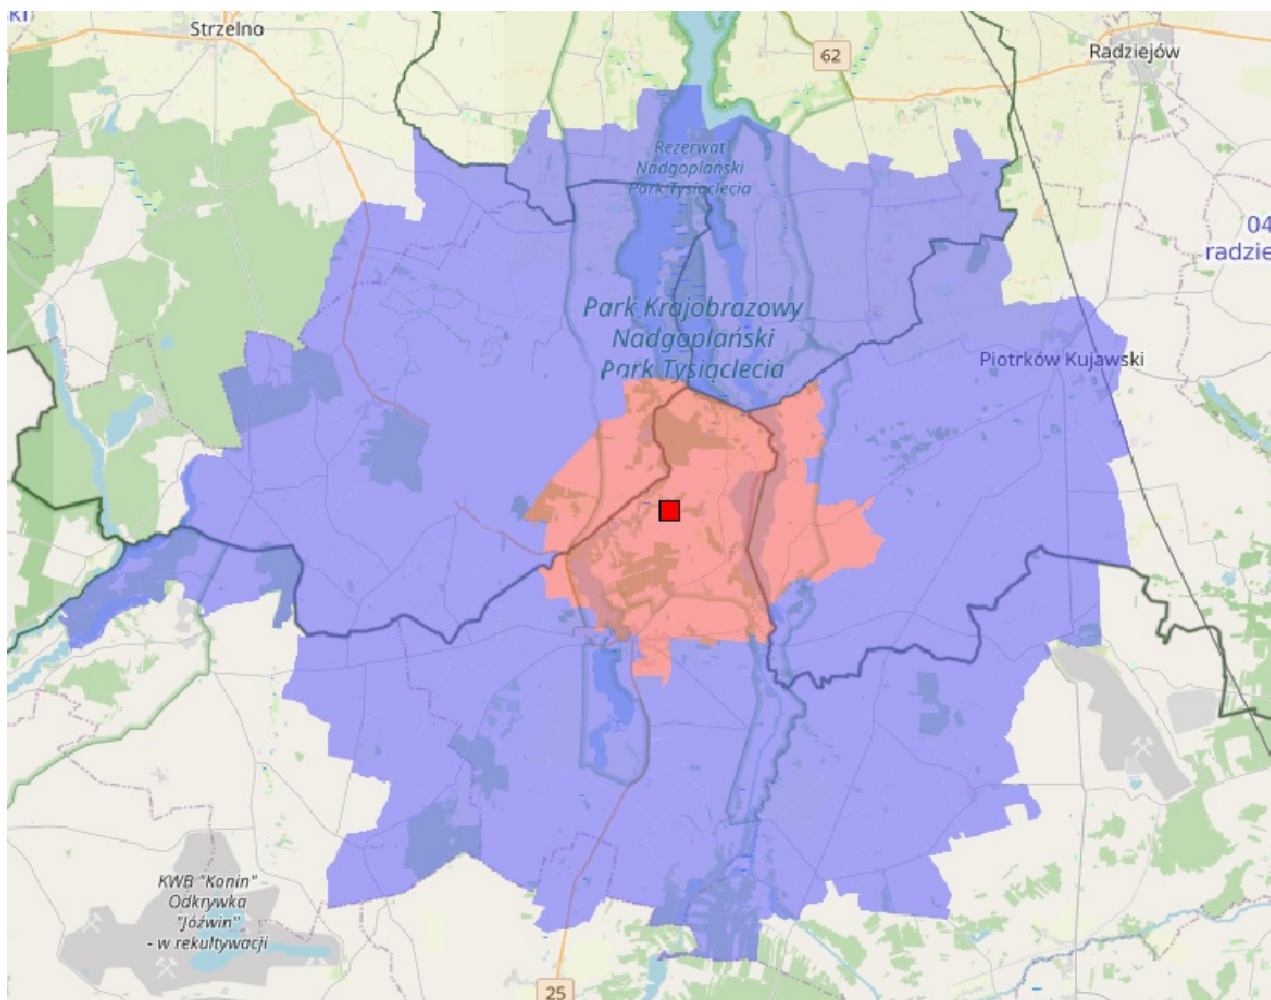 ki
Strzelno
62
Radziejów
Rezerwat
Nadgoplański
Park Tysiąclecia
04
radzie
Park Krajobrazowy
Nadgoplański
Park Tysiąclecia
Piotrków Kujawski
KWB "Konin"
Odkrywka
"Jóźwin"
- w rekultywacji
25